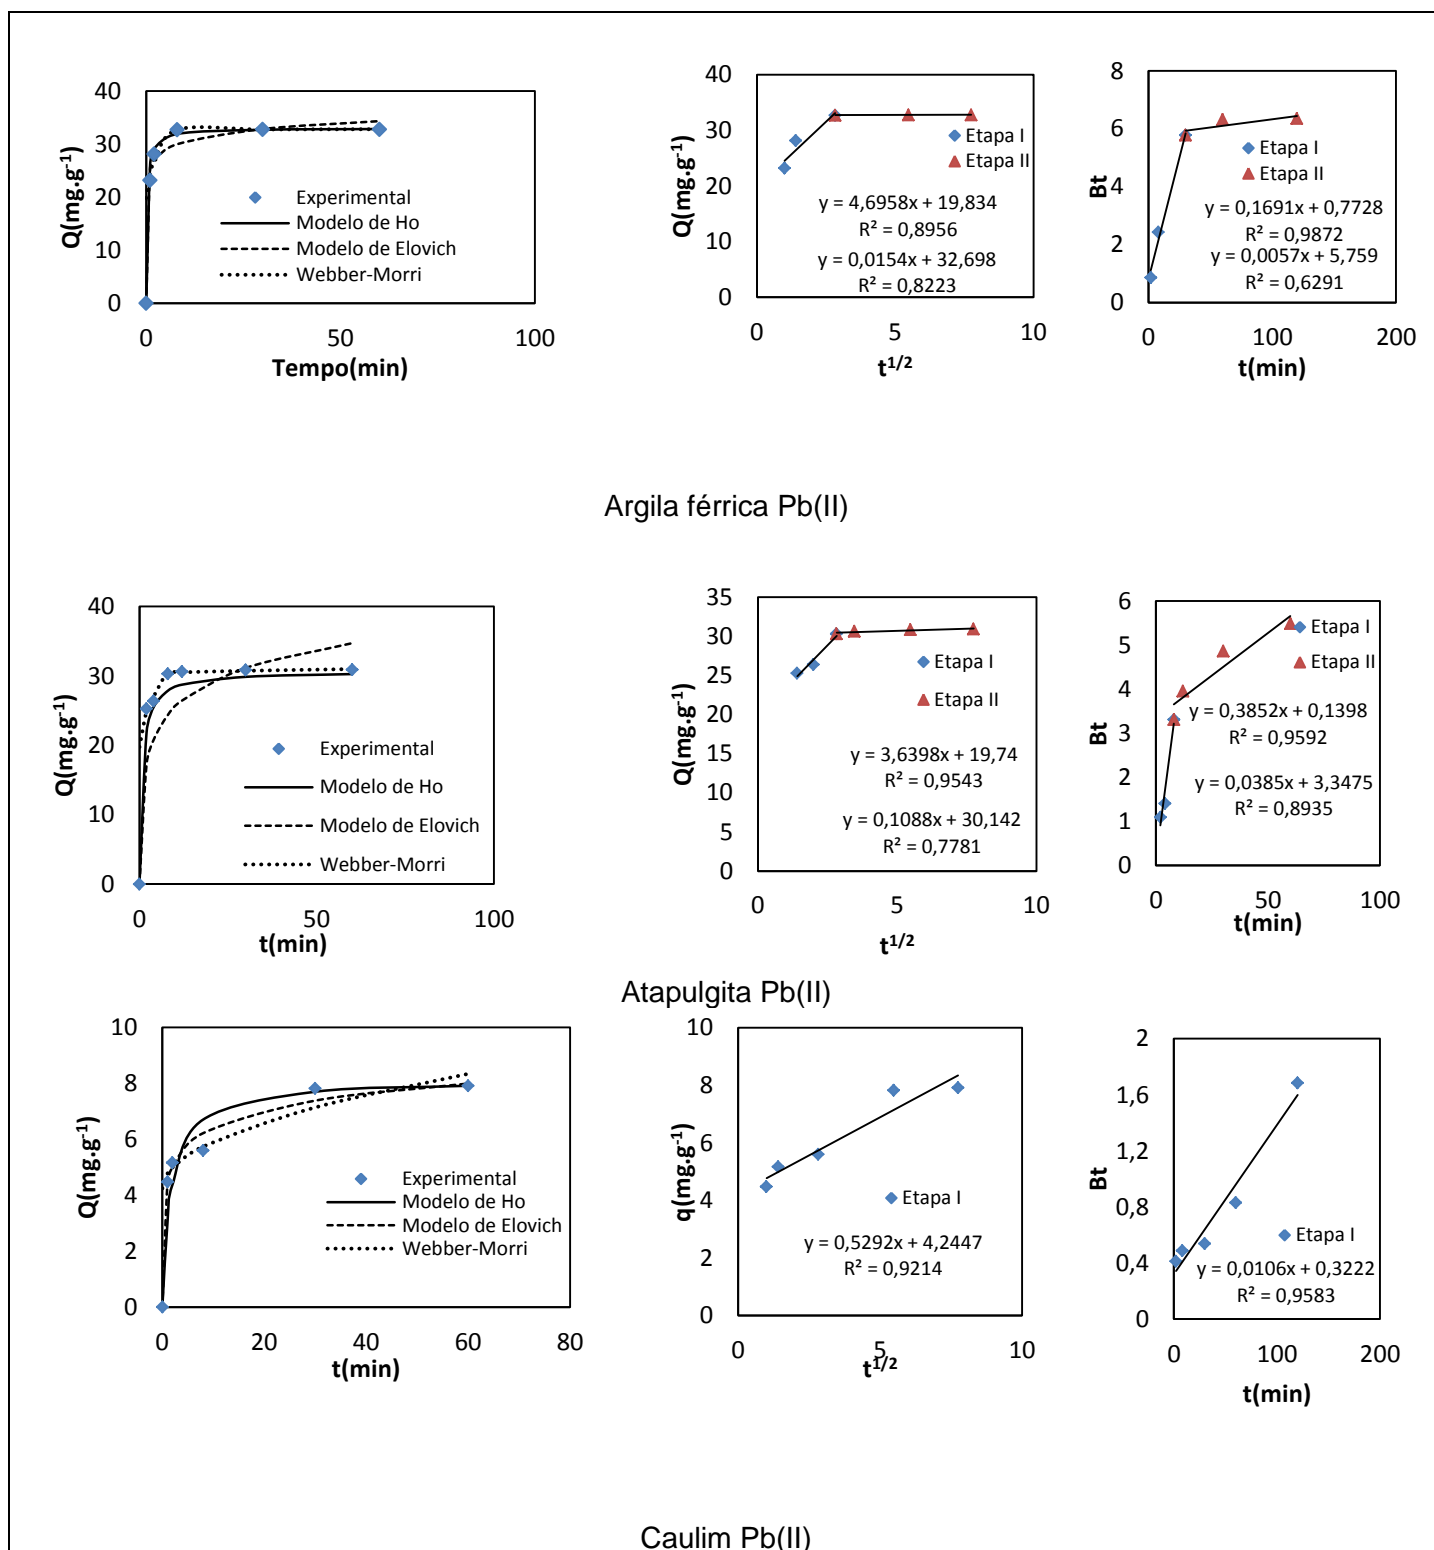 40
30
20
10
0
Q(mg.g-1)
0 50 100
Tempo(min)
Experimental
Modelo de Ho
Modelo de Elovich
Webber-Morri
40
30
20
10
0
Q(mg.g-1)
0 5 10
t1/2
Etapa I
Etapa II
y = 4,6958x + 19,834
R² = 0,8956
y = 0,0154x + 32,698
R² = 0,8223
8
6
4
2
0
Bt
0 100 200
t(min)
Etapa I
Etapa II
y = 0,1691x + 0,7728
R² = 0,9872
y = 0,0057x + 5,759
R² = 0,6291
Argila férrica Pb(II)
40
30
20
10
0
Q(mg.g-1)
0 50 100
t(min)
Experimental
Modelo de Ho
Modelo de Elovich
Webber-Morri
35
30
25
20
15
10
5
0
Q(mg.g-1)
0 5 10
t1/2
Etapa I
Etapa II
y = 3,6398x + 19,74
R² = 0,9543
y = 0,1088x + 30,142
R² = 0,7781
6
5
4
3
2
1
0
Bt
0 50 100
t(min)
Etapa I
Etapa II
y = 0,3852x + 0,1398
R² = 0,9592
y = 0,0385x + 3,3475
R² = 0,8935
Atapulgita Pb(II)
10
8
6
4
2
0
Q(mg.g-1)
0 20 40 60 80
t(min)
Experimental
Modelo de Ho
Modelo de Elovich
Webber-Morri
10
8
6
4
2
0
q(mg.g-1)
0 5 10
t1/2
Etapa I
y = 0,5292x + 4,2447
R² = 0,9214
2
1,6
1,2
0,8
0,4
0
Bt
0 100 200
t(min)
Etapa I
y = 0,0106x + 0,3222
R² = 0,9583
Caulim Pb(II)